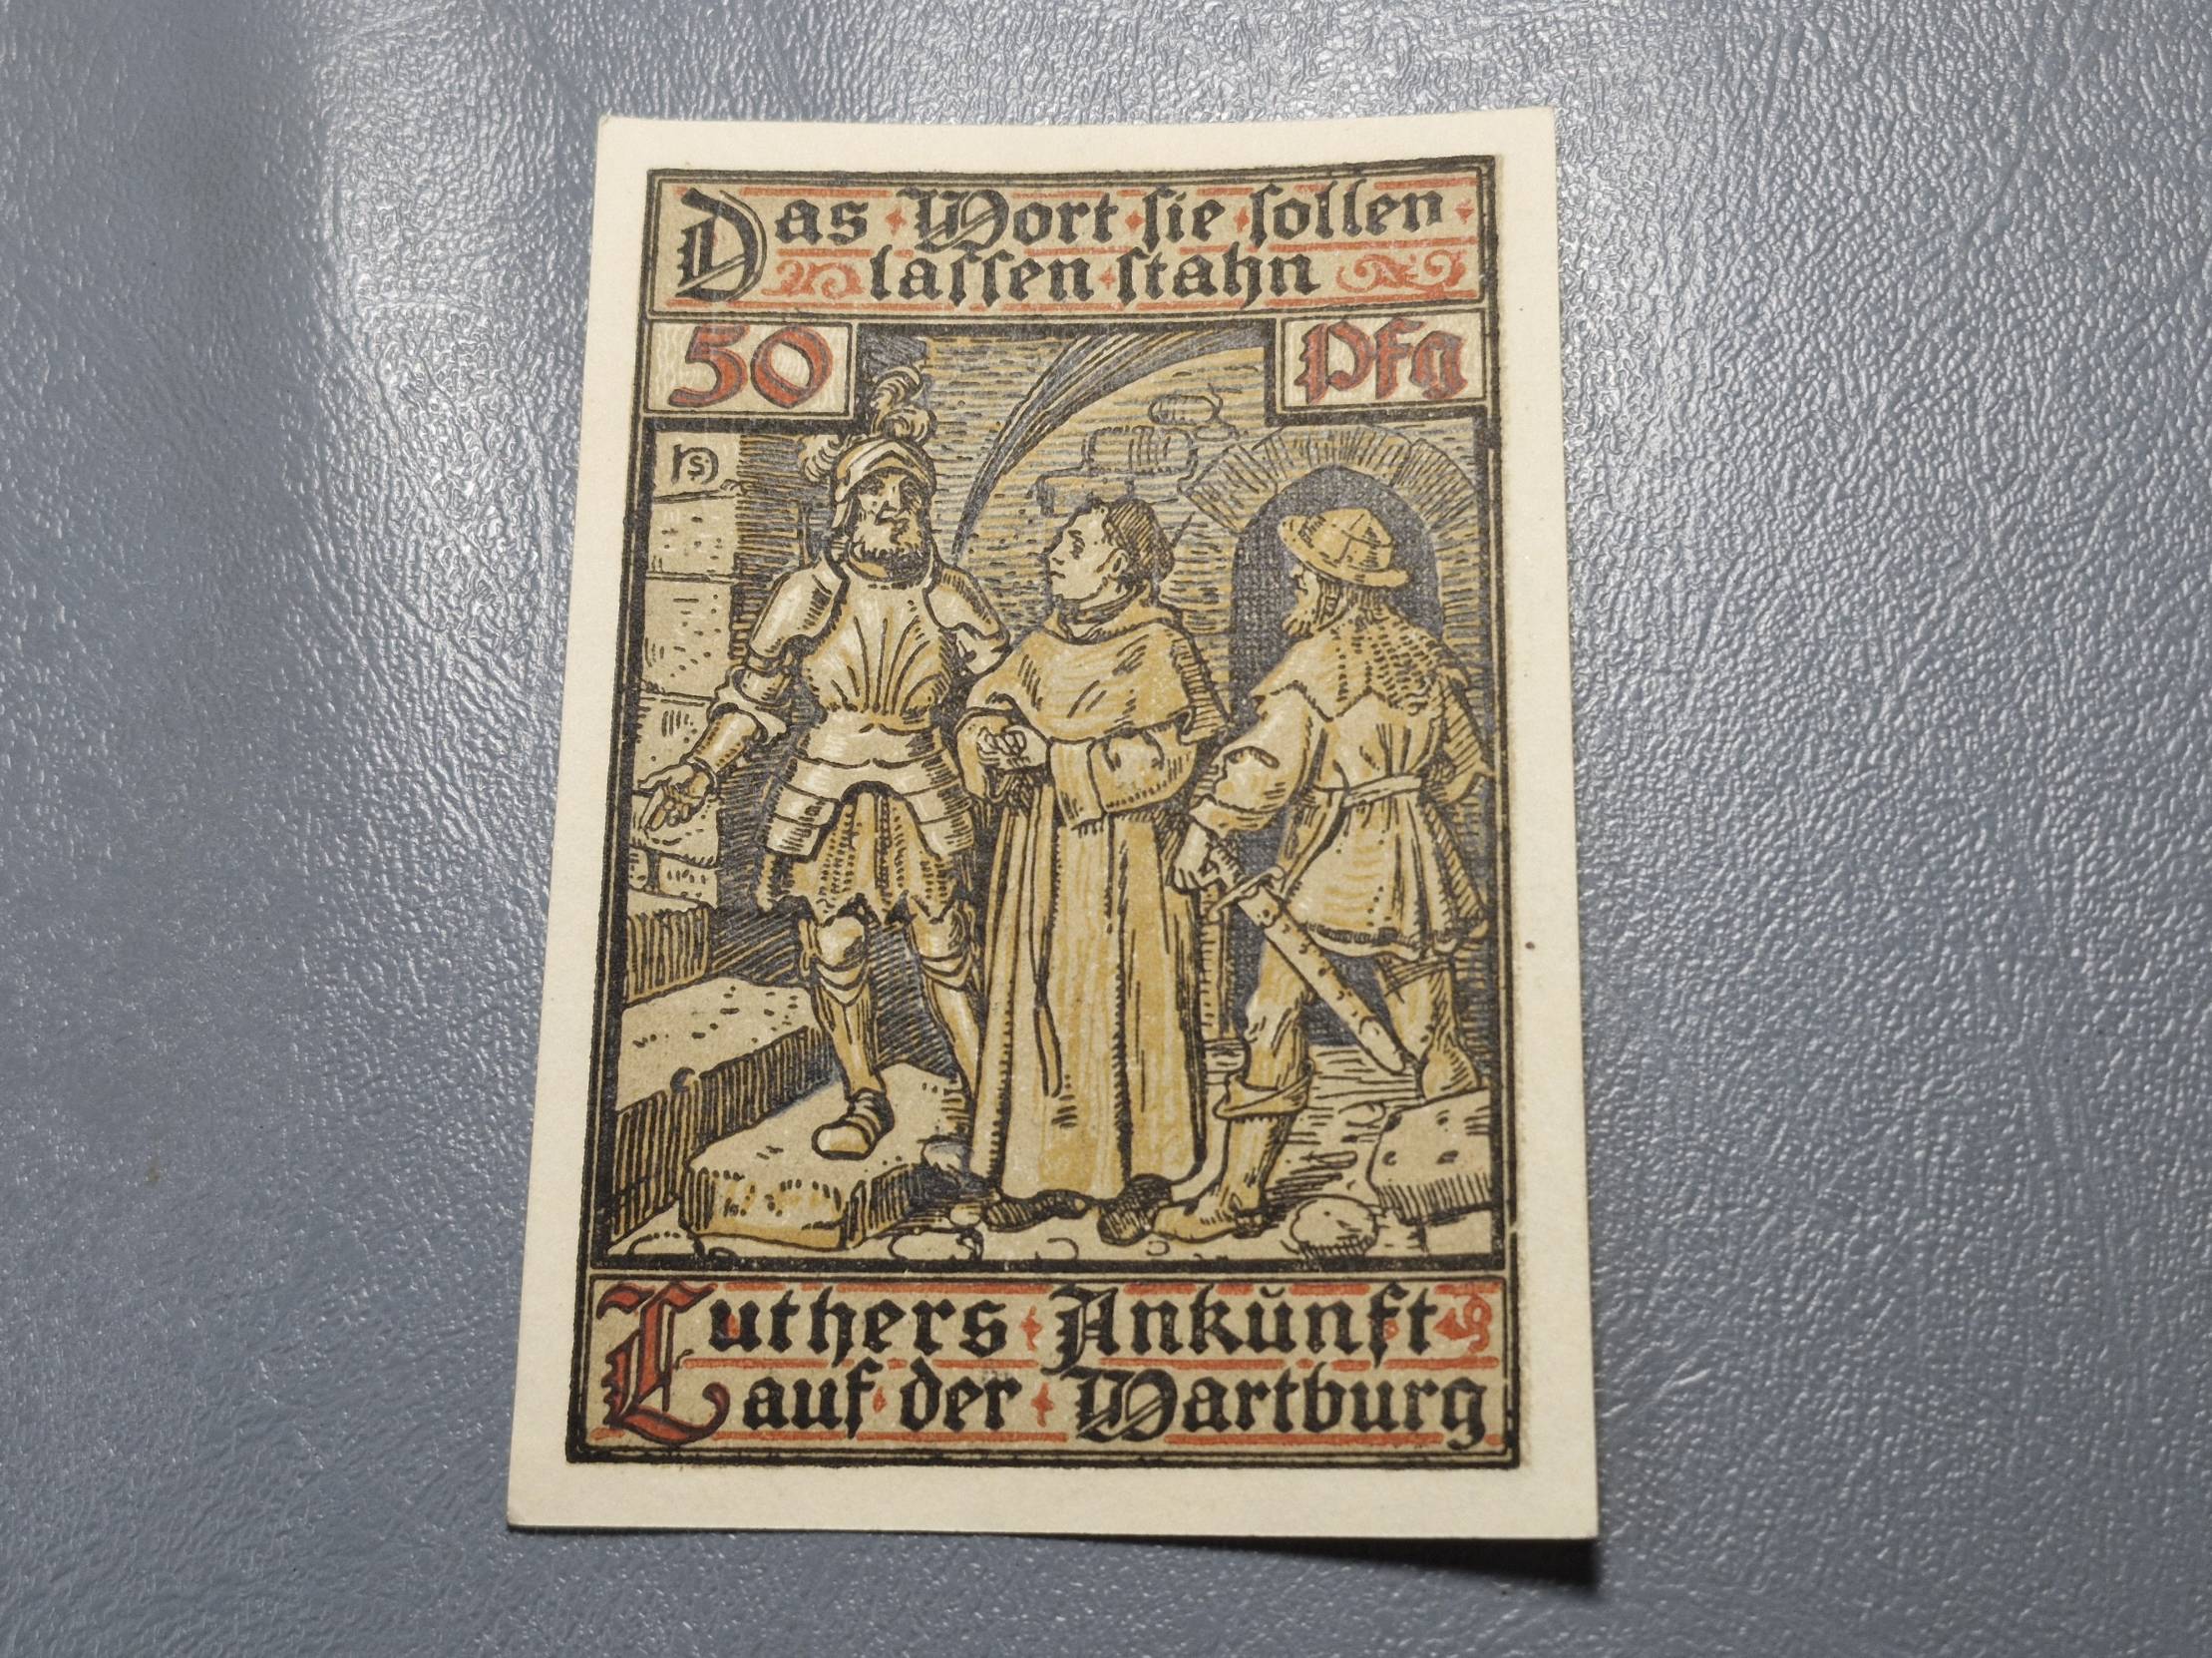 Das Wort sie sollen
lassen stahn
50 Pfg
Luthers Ankunft
auf der Wartburg